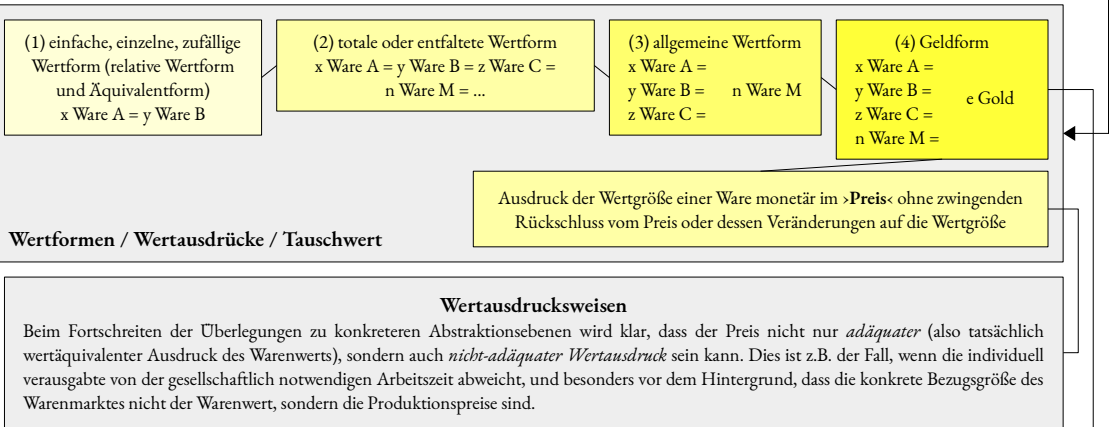 (1) einfache, einzelne, zufällige
Wertform (relative Wertform
und Äquivalentform)
x Ware A = y Ware B
(2) totale oder entfaltete Wertform
x Ware A = y Ware B = z Ware C =
n Ware M = ...
(3) allgemeine Wertform
x Ware A =
y Ware B = n Ware M
z Ware C =
(4) Geldform
x Ware A =
y Ware B =
e Gold
z Ware C =
n Ware M =
Ausdruck der Wertgröße einer Ware monetär im ›Preis‹ ohne zwingenden
Rückschluss vom Preis oder dessen Veränderungen auf die Wertgröße
Wertformen / Wertausdrücke / Tauschwert
Wertausdrucksweisen
Beim Fortschreiten der Überlegungen zu konkreteren Abstraktionsebenen wird klar, dass der Preis nicht nur adäquater (also tatsächlich
wertäquivalenter Ausdruck des Warenwerts), sondern auch nicht-adäquater Wertausdruck sein kann. Dies ist z.B. der Fall, wenn die individuell
verausgabte von der gesellschaftlich notwendigen Arbeitszeit abweicht, und besonders vor dem Hintergrund, dass die konkrete Bezugsgröße des
Warenmarktes nicht der Warenwert, sondern die Produktionspreise sind.